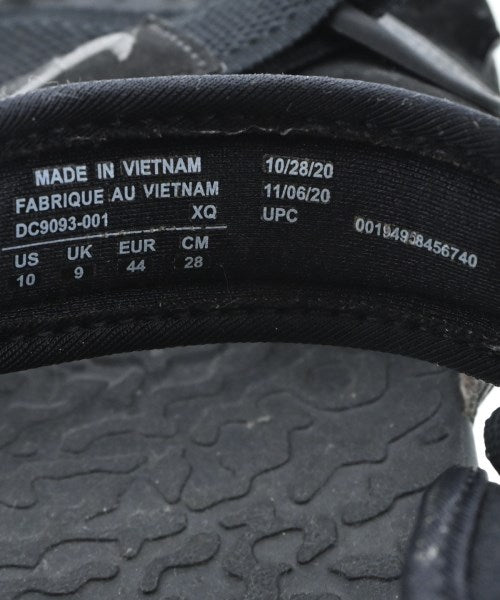 MADE IN VIETNAM
FABRIQUE AU VIETNAM
DC9093-001 XQ
US UK EUR CM
10 9 44 28
10/28/20
11/06/20
UPC
00194958456740